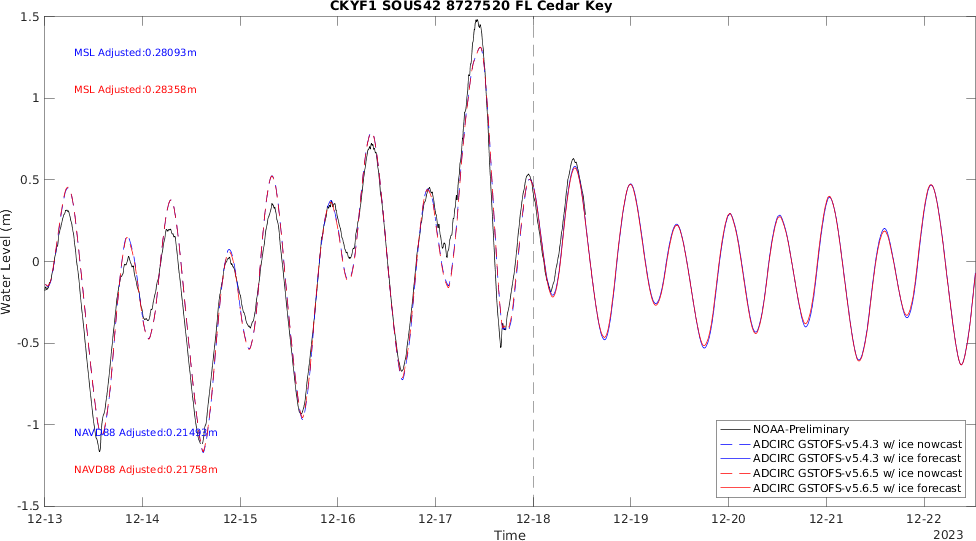 CKYF1 SOUS42 8727520 FL Cedar Key
1.5
MSL Adjusted:0.28093m
1
MSL Adjusted:0.28358m
0.5
Water Level (m)
0
-0.5
-1
NAVD88 Adjusted:0.21493m
NOAA-Preliminary
ADCIRC GSTOFS-v5.4.3 w/ ice nowcast
ADCIRC GSTOFS-v5.4.3 w/ ice forecast
NAVD88 Adjusted:0.21758m
ADCIRC GSTOFS-v5.6.5 w/ ice nowcast
ADCIRC GSTOFS-v5.6.5 w/ ice forecast
-1.5
12-13 12-14 12-15 12-16 12-17 12-18 12-19 12-20 12-21 12-22
Time
2023